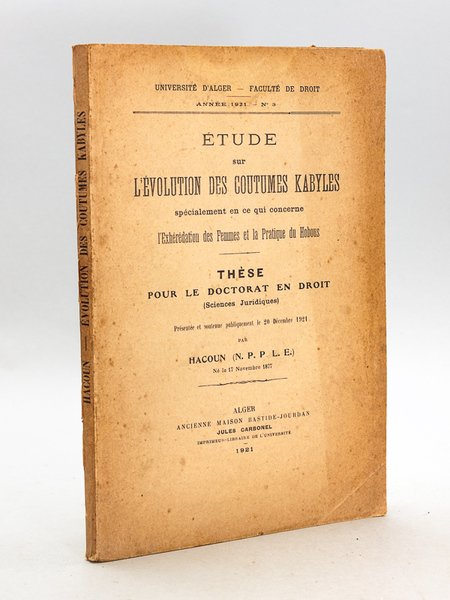 UNIVERSITÉ D'ALGER — FACULTÉ DE DROIT
ANNÉE 1921 — N° 3
ÉTUDE
sur
L'ÉVOLUTION DES COUTUMES KABYLES
spécialement en ce qui concerne
l'Exhérédation des Femmes et la Pratique du Hobous
THÈSE
POUR LE DOCTORAT EN DROIT
(Sciences Juridiques)
Présentée et soutenue publiquement le 20 Décembre 1921
PAR
HACOUN (N. P. P. L. E.)
Né le 17 Novembre 1877
ALGER
ANCIENNE MAISON BASTIDE-JOURDAN
JULES CARBONEL
IMPRIMEUR-LIBRAIRE DE L'UNIVERSITÉ
1921
HACOUN — ÉVOLUTION DES COUTUMES KABYLES